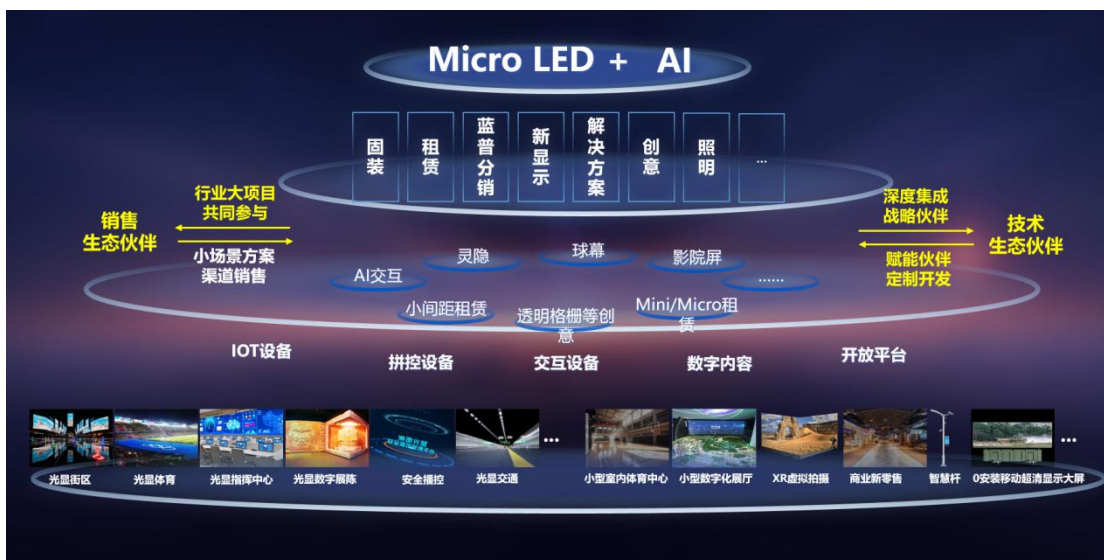 Micro LED + AI
固装
租赁
蓝普分销
新显示
解决方案
创意
照明
...
行业大项目
共同参与
销售
生态伙伴
小场景方案
渠道销售
深度集成
战略伙伴
技术
生态伙伴
赋能伙伴
定制开发
AI交互
灵隐
球幕
影院屏
......
小间距租赁
透明格栅等创
意
Mini/Micro租
赁
IOT设备
拼控设备
交互设备
数字内容
开放平台
...
...
光显街区
光显体育
光显指挥中心
光显数字展陈
安全播控
光显交通
小型室内体育中心
小型数字化展厅
XR虚拟拍摄
商业新零售
智慧杆
0安装移动超清显示大屏